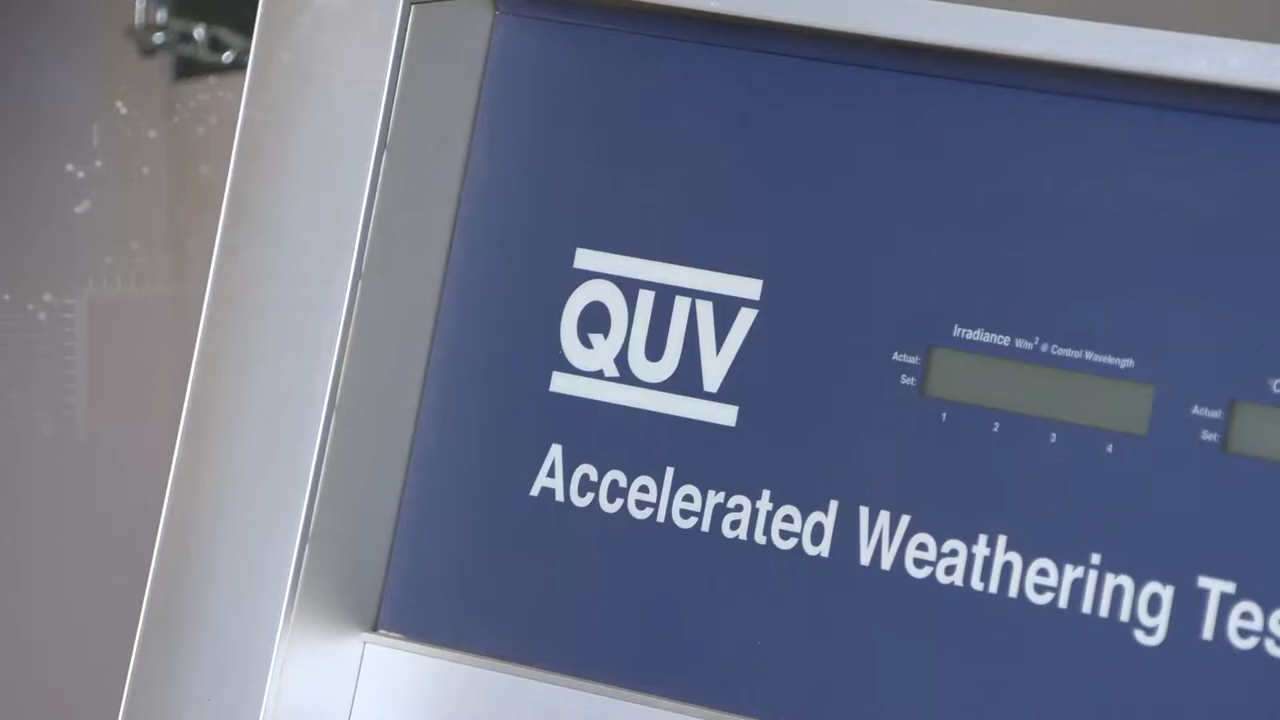 QUV
Accelerated Weathering Tes
Irradiance W/m² @ Control Wavelength
Actual:
Set:
1 2 3 4
°C
Actual:
Set: